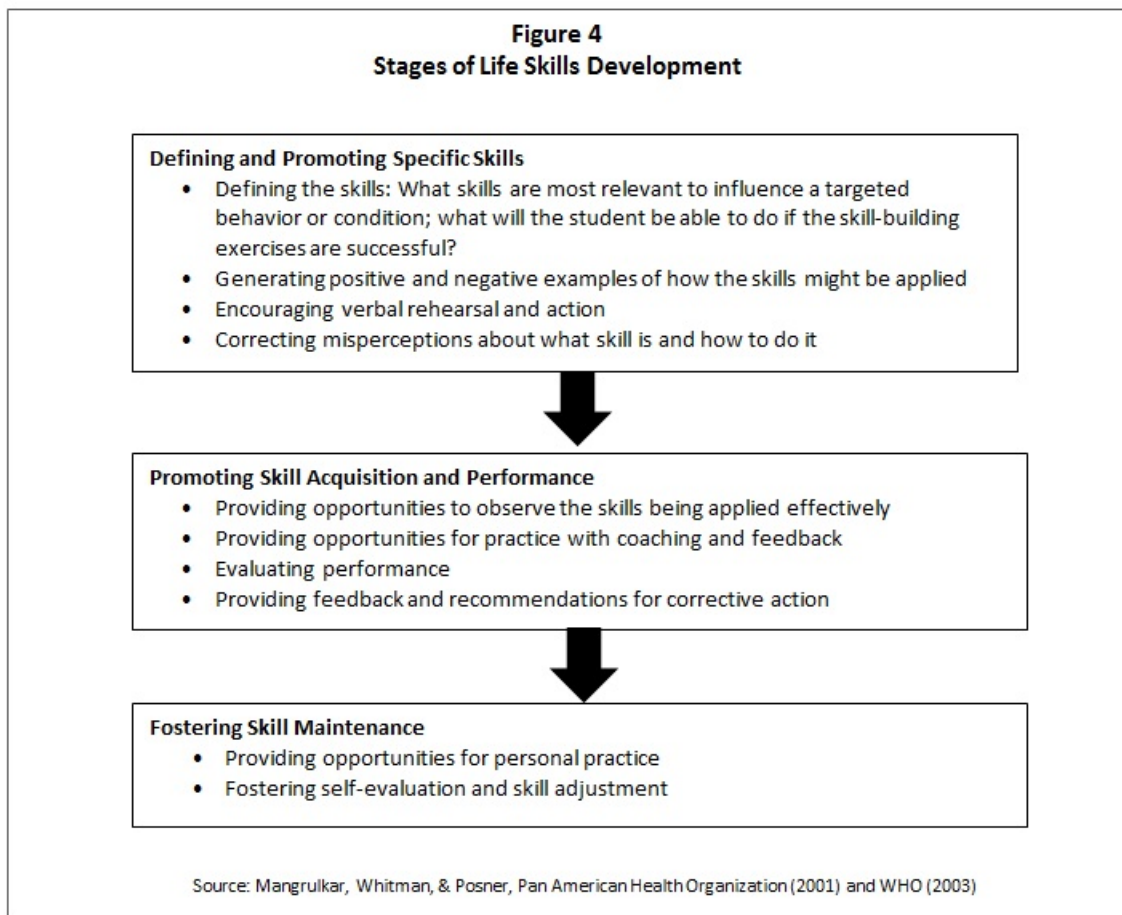 Figure 4
Stages of Life Skills Development
Defining and Promoting Specific Skills
• Defining the skills: What skills are most relevant to influence a targeted
behavior or condition; what will the student be able to do if the skill-building
exercises are successful?
• Generating positive and negative examples of how the skills might be applied
• Encouraging verbal rehearsal and action
• Correcting misperceptions about what skill is and how to do it
Promoting Skill Acquisition and Performance
• Providing opportunities to observe the skills being applied effectively
• Providing opportunities for practice with coaching and feedback
• Evaluating performance
• Providing feedback and recommendations for corrective action
Fostering Skill Maintenance
• Providing opportunities for personal practice
• Fostering self-evaluation and skill adjustment
Source: Mangrulkar, Whitman, & Posner, Pan American Health Organization (2001) and WHO (2003)